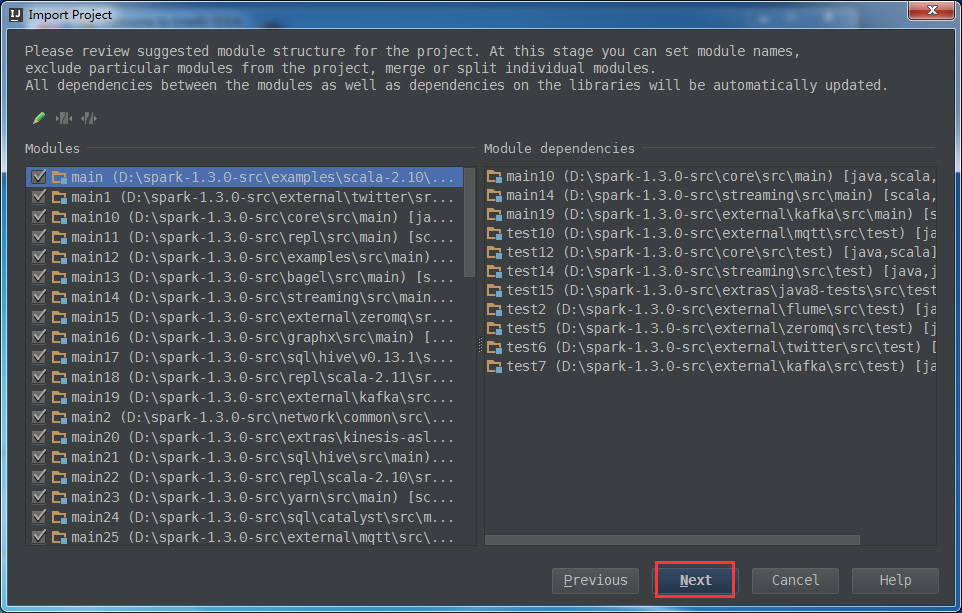 Import Project
Please review suggested module structure for the project. At this stage you can set module names,
exclude particular modules from the project, merge or split individual modules.
All dependencies between the modules as well as dependencies on the libraries will be automatically updated.
Modules
main (D:\spark-1.3.0-src\examples\scala-2.10\...
main1 (D:\spark-1.3.0-src\external\twitter\sr...
main10 (D:\spark-1.3.0-src\core\src\main) [ja...
main11 (D:\spark-1.3.0-src\repl\src\main) [sc...
main12 (D:\spark-1.3.0-src\examples\src\main)...
main13 (D:\spark-1.3.0-src\bagel\src\main) [s...
main14 (D:\spark-1.3.0-src\streaming\src\main...
main15 (D:\spark-1.3.0-src\external\zeromq\sr...
main16 (D:\spark-1.3.0-src\graphx\src\main) [...
main17 (D:\spark-1.3.0-src\sql\hive\v0.13.1\s...
main18 (D:\spark-1.3.0-src\repl\scala-2.11\sr...
main19 (D:\spark-1.3.0-src\external\kafka\src...
main2 (D:\spark-1.3.0-src\network\common\src\...
main20 (D:\spark-1.3.0-src\extras\kinesis-asl...
main21 (D:\spark-1.3.0-src\sql\hive\src\main)...
main22 (D:\spark-1.3.0-src\repl\scala-2.10\sr...
main23 (D:\spark-1.3.0-src\yarn\src\main) [sc...
main24 (D:\spark-1.3.0-src\sql\catalyst\src\m...
main25 (D:\spark-1.3.0-src\external\mqtt\src\...
Module dependencies
main10 (D:\spark-1.3.0-src\core\src\main) [java,scala,
main14 (D:\spark-1.3.0-src\streaming\src\main) [scala,
main19 (D:\spark-1.3.0-src\external\kafka\src\main) [s
test10 (D:\spark-1.3.0-src\external\mqtt\src\test) [ja
test12 (D:\spark-1.3.0-src\core\src\test) [java,scala]
test14 (D:\spark-1.3.0-src\streaming\src\test) [java,j
test15 (D:\spark-1.3.0-src\extras\java8-tests\src\test
test2 (D:\spark-1.3.0-src\external\flume\src\test) [ja
test5 (D:\spark-1.3.0-src\external\zeromq\src\test) [j
test6 (D:\spark-1.3.0-src\external\twitter\src\test) [
test7 (D:\spark-1.3.0-src\external\kafka\src\test) [ja
Previous
Next
Cancel
Help